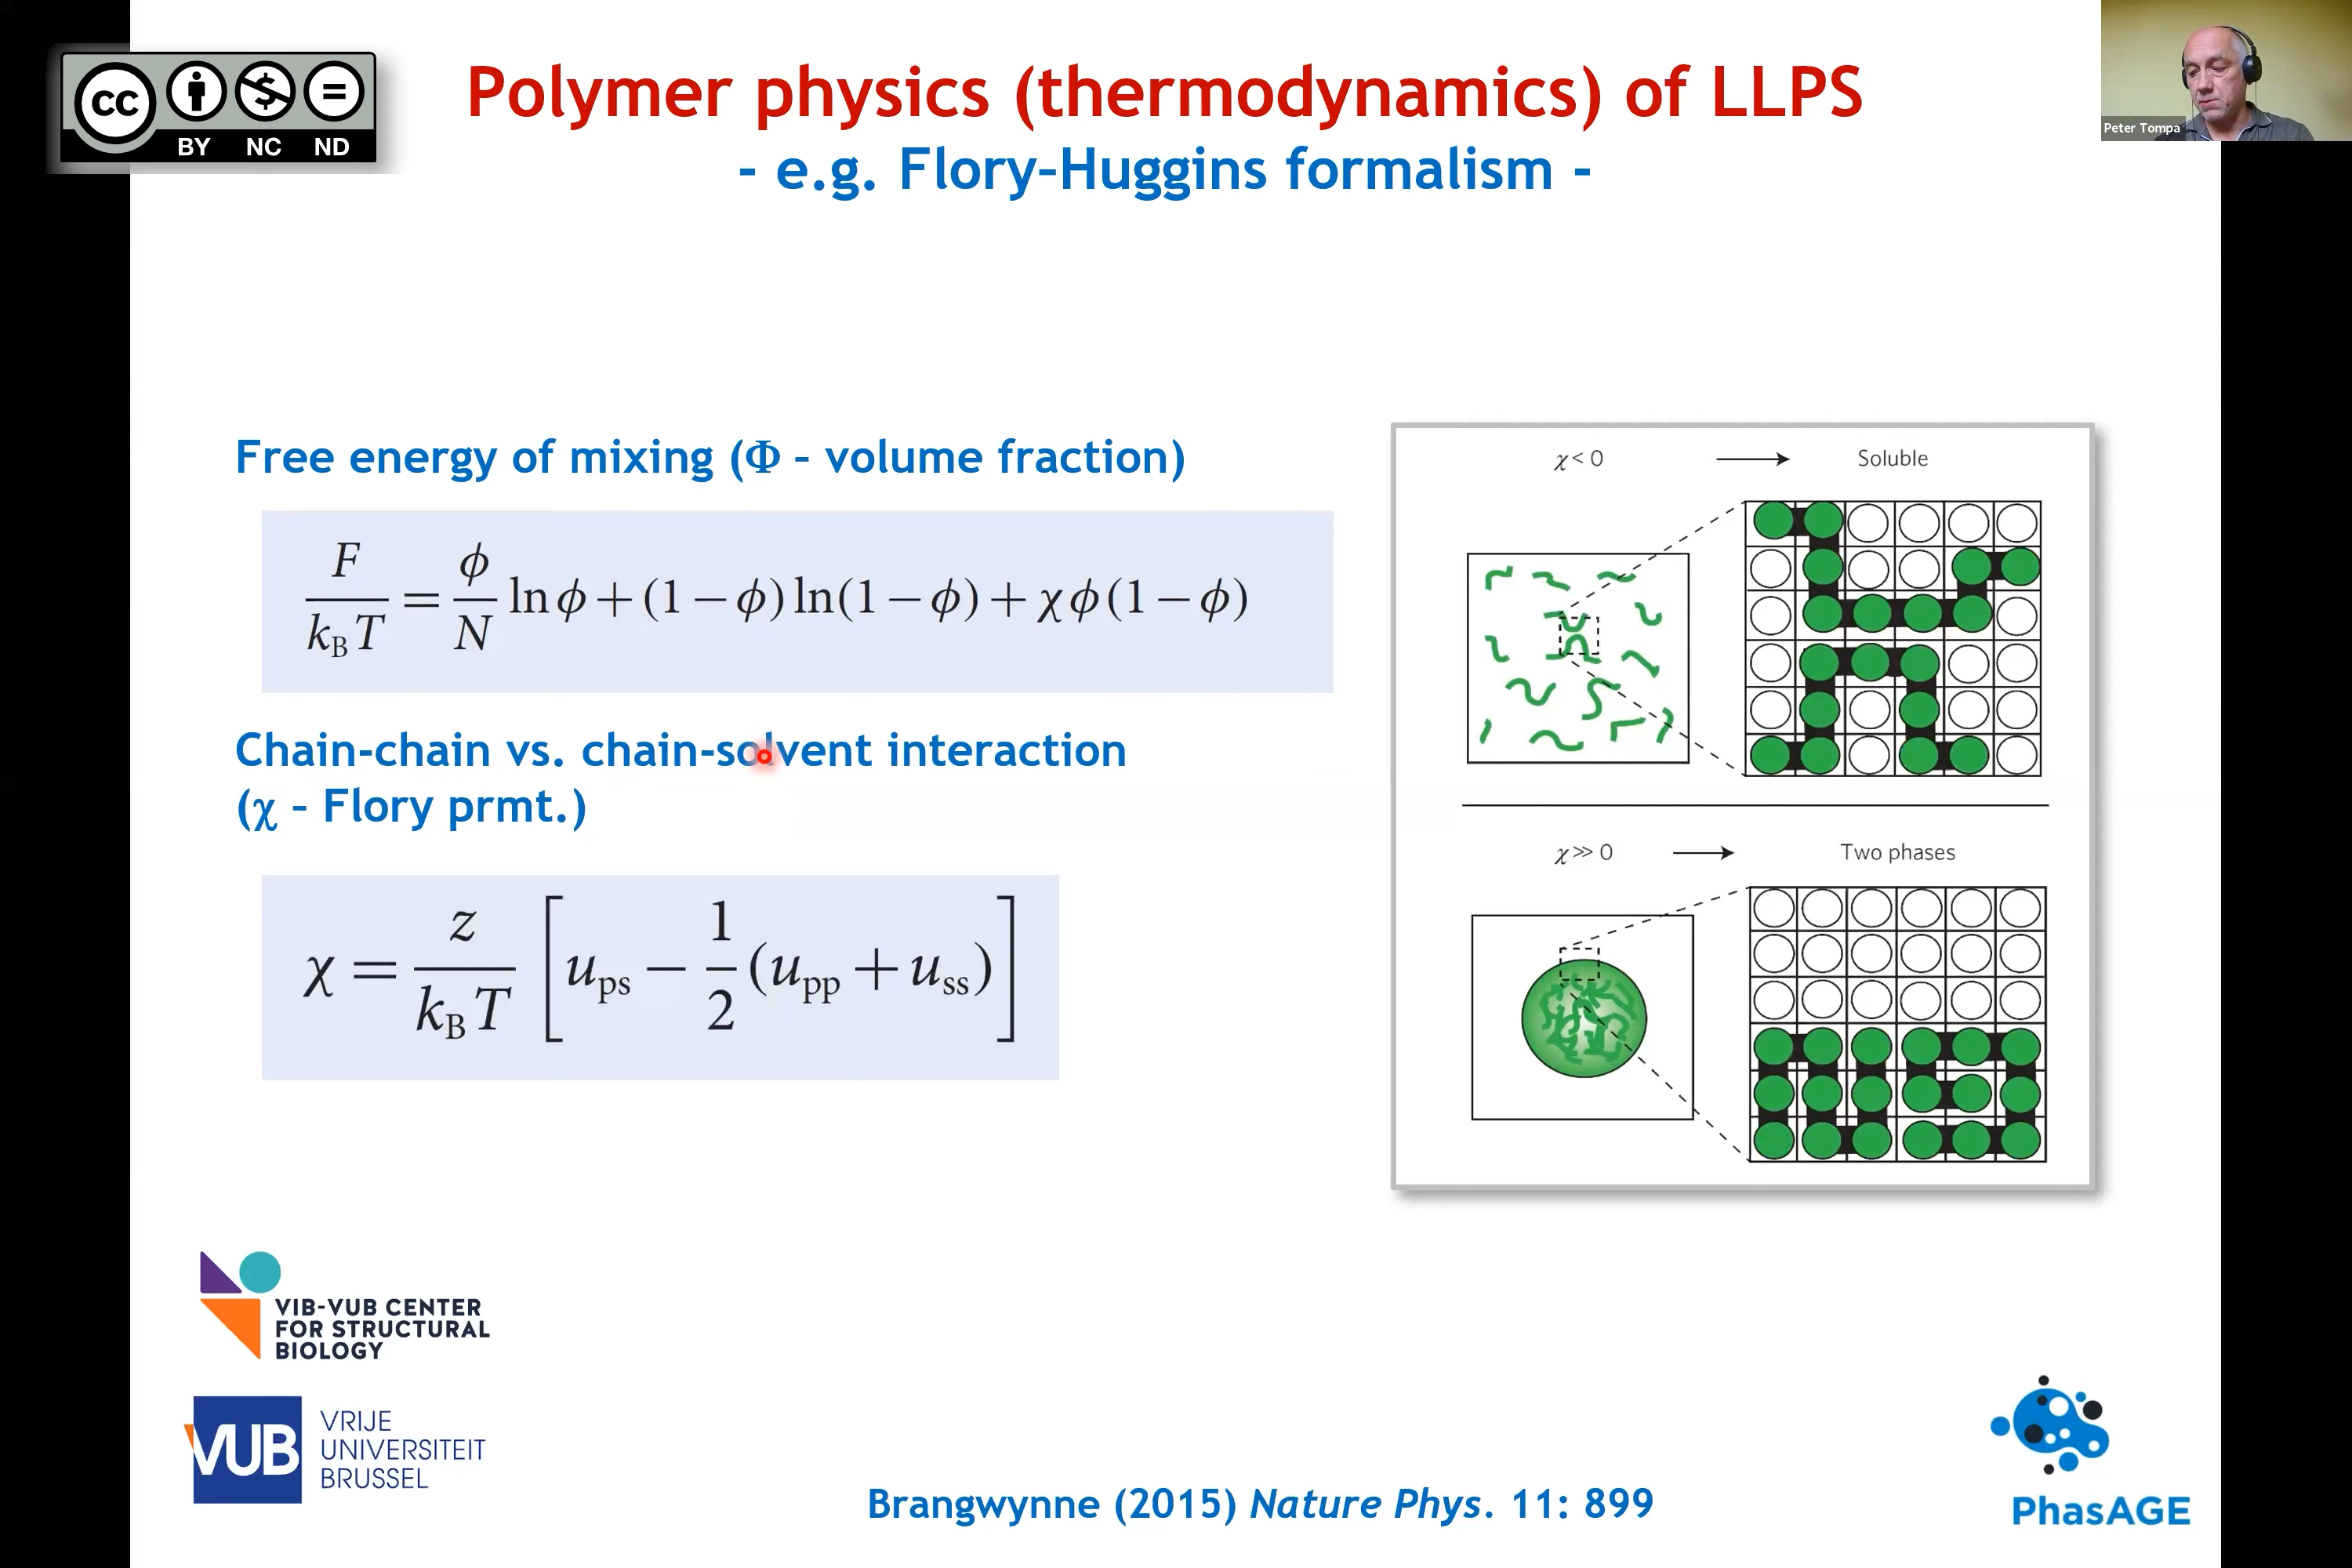 cc
BY NC ND
Polymer physics (thermodynamics) of LLPS
- e.g. Flory-Huggins formalism -
Peter Tompa
Free energy of mixing (Φ – volume fraction)
F/k_B T = ϕ/N ln ϕ + (1 − ϕ) ln(1 − ϕ) + χϕ(1 − ϕ)
Chain-chain vs. chain-solvent interaction
(χ – Flory prmt.)
χ = z/k_B T [u_ps − 1/2 (u_pp + u_ss)]
χ < 0 → Soluble
χ ≫ 0 → Two phases
VIB-VUB CENTER
FOR STRUCTURAL
BIOLOGY
VUB
VRIJE
UNIVERSITEIT
BRUSSEL
Brangwynne (2015) Nature Phys. 11: 899
PhasAGE